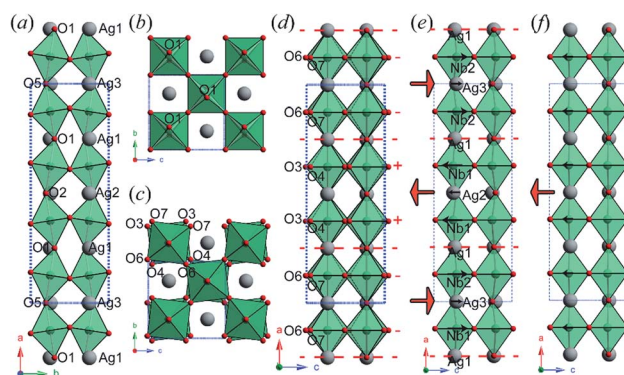 (a)
O1 Ag1
O5 Ag3
O1 Ag1
O2 Ag2
O1 Ag1
O5 Ag3
O1 Ag1
a
b
(b)
O1
O1
O1
b
c
(c)
O7 O3
O3 O7
O4
O6
O4 O6
b
c
(d)
O6
O7
O6
O7
O3
O4
O3
O4
O6
O7
O6
O7
- - - + + - - -
a
c
(e)
Ag1
Nb2
Ag3
Nb2
Ag1
Nb1
Ag2
Nb1
Ag1
Nb2
Ag3
Nb2
Ag1
a
c
(f)
a
c